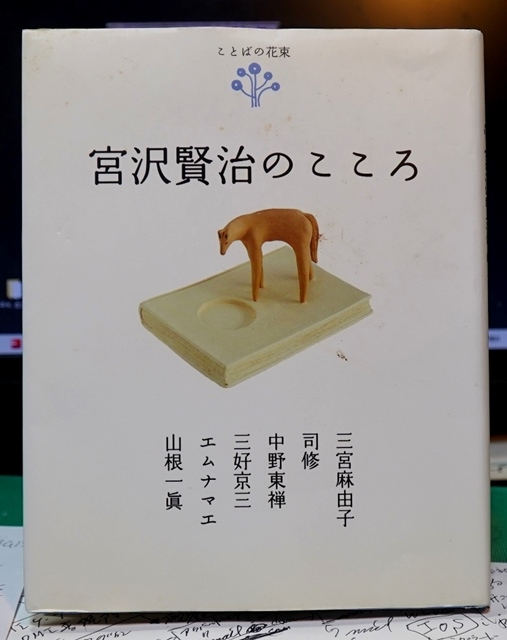 ことばの花束
宮沢賢治のこころ
三宮麻由子
司修
中野東禅
三好京三
エムナマエ
山根一眞